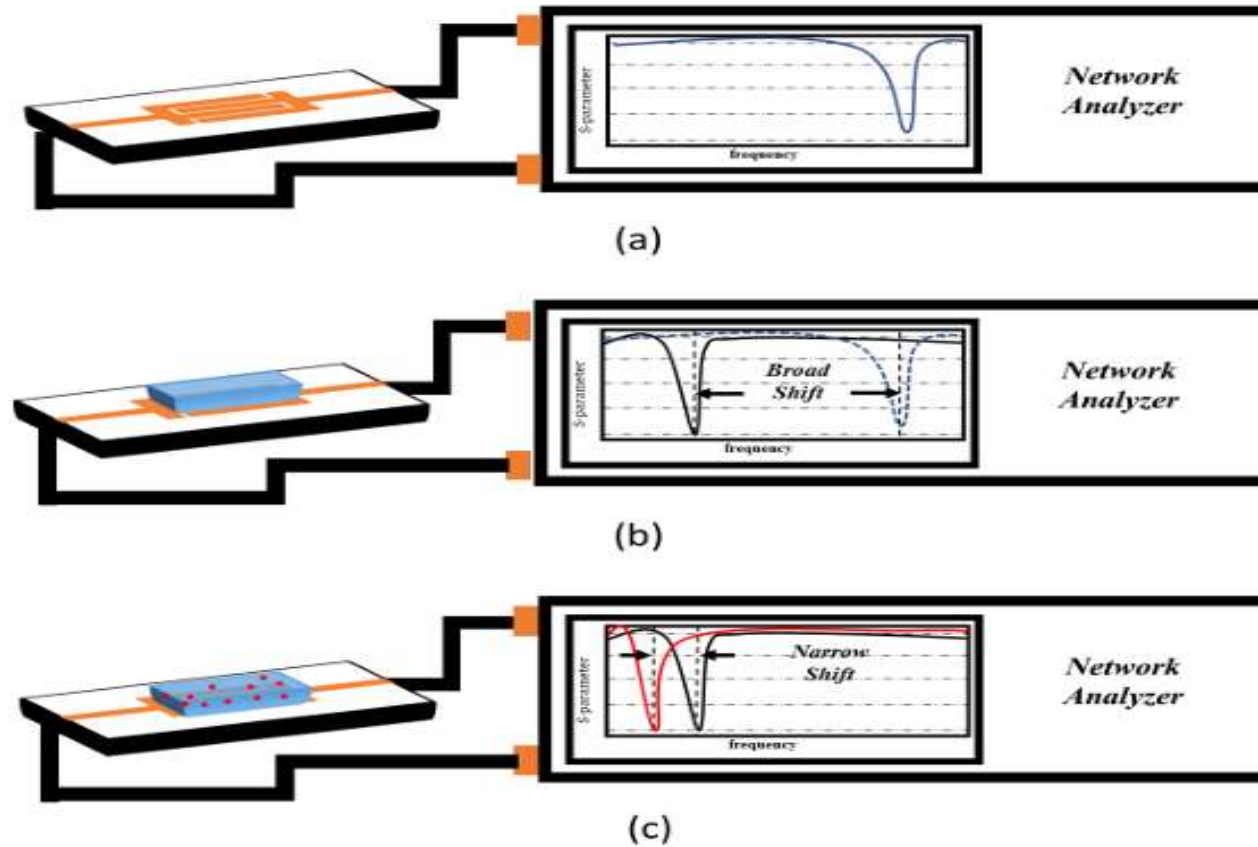 S-parameter
frequency
Network
Analyzer
(a)
S-parameter
Broad
Shift
frequency
Network
Analyzer
(b)
S-parameter
Narrow
Shift
frequency
Network
Analyzer
(c)